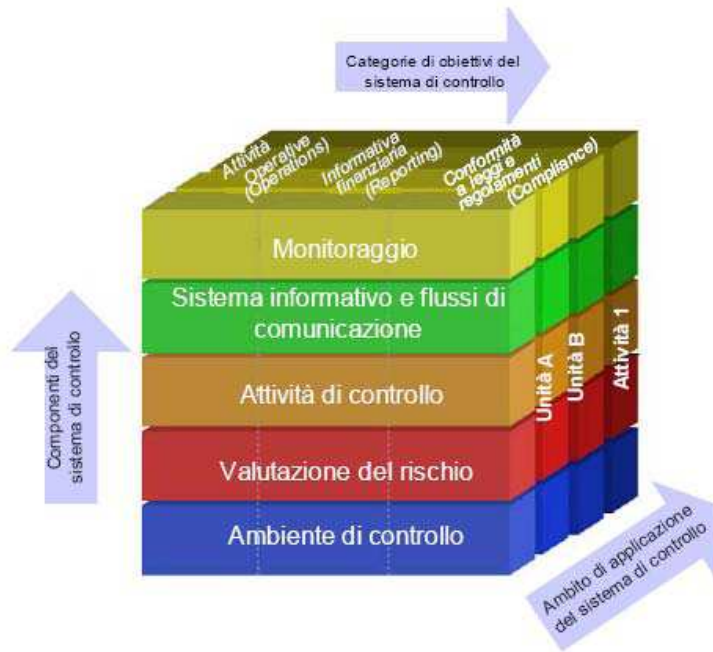 Categorie di obiettivi del
sistema di controllo
Attività
Operative
(Operations)
Informativa
finanziaria
(Reporting)
Conformità
a leggi e
regolamenti
(Compliance)
Monitoraggio
Sistema informativo e flussi di
comunicazione
Attività di controllo
Valutazione del rischio
Ambiente di controllo
Unità A
Unità B
Attività 1
Componenti del
sistema di controllo
Ambito di applicazione
del sistema di controllo